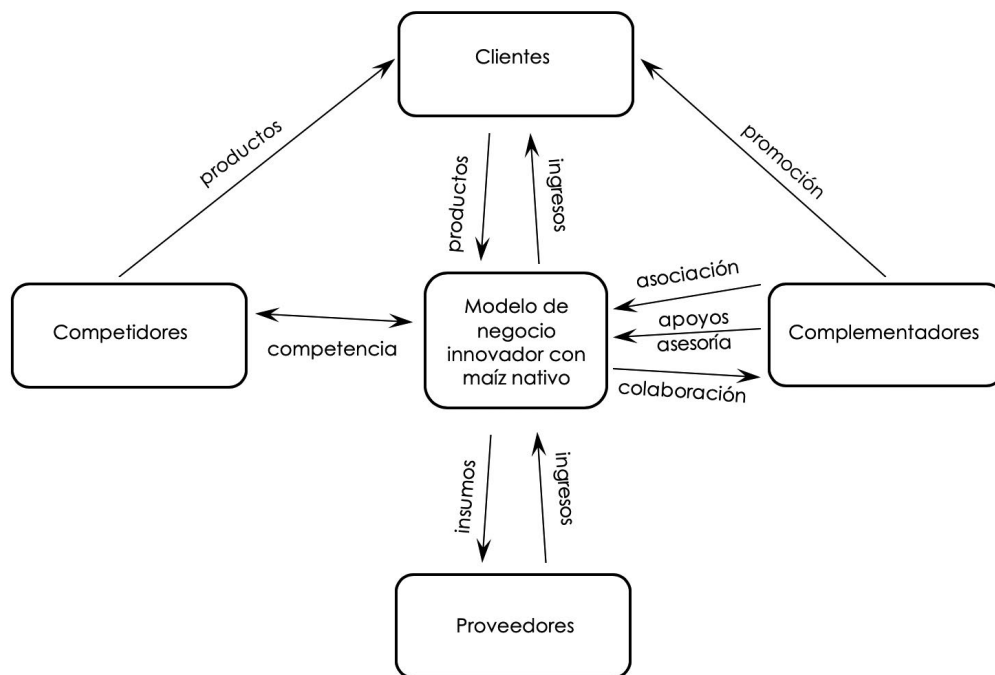 Clientes
productos
promoción
productos
ingresos
asociación
Competidores
competencia
Modelo de
negocio
innovador con
maíz nativo
apoyos
asesoría
Complementadores
colaboración
insumos
ingresos
Proveedores